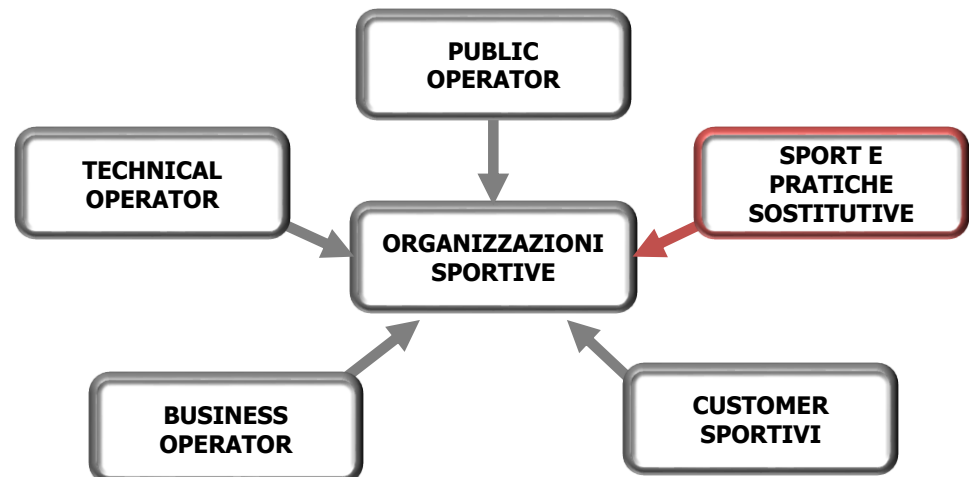 PUBLIC
OPERATOR
TECHNICAL
OPERATOR
SPORT E
PRATICHE
SOSTITUTIVE
ORGANIZZAZIONI
SPORTIVE
BUSINESS
OPERATOR
CUSTOMER
SPORTIVI